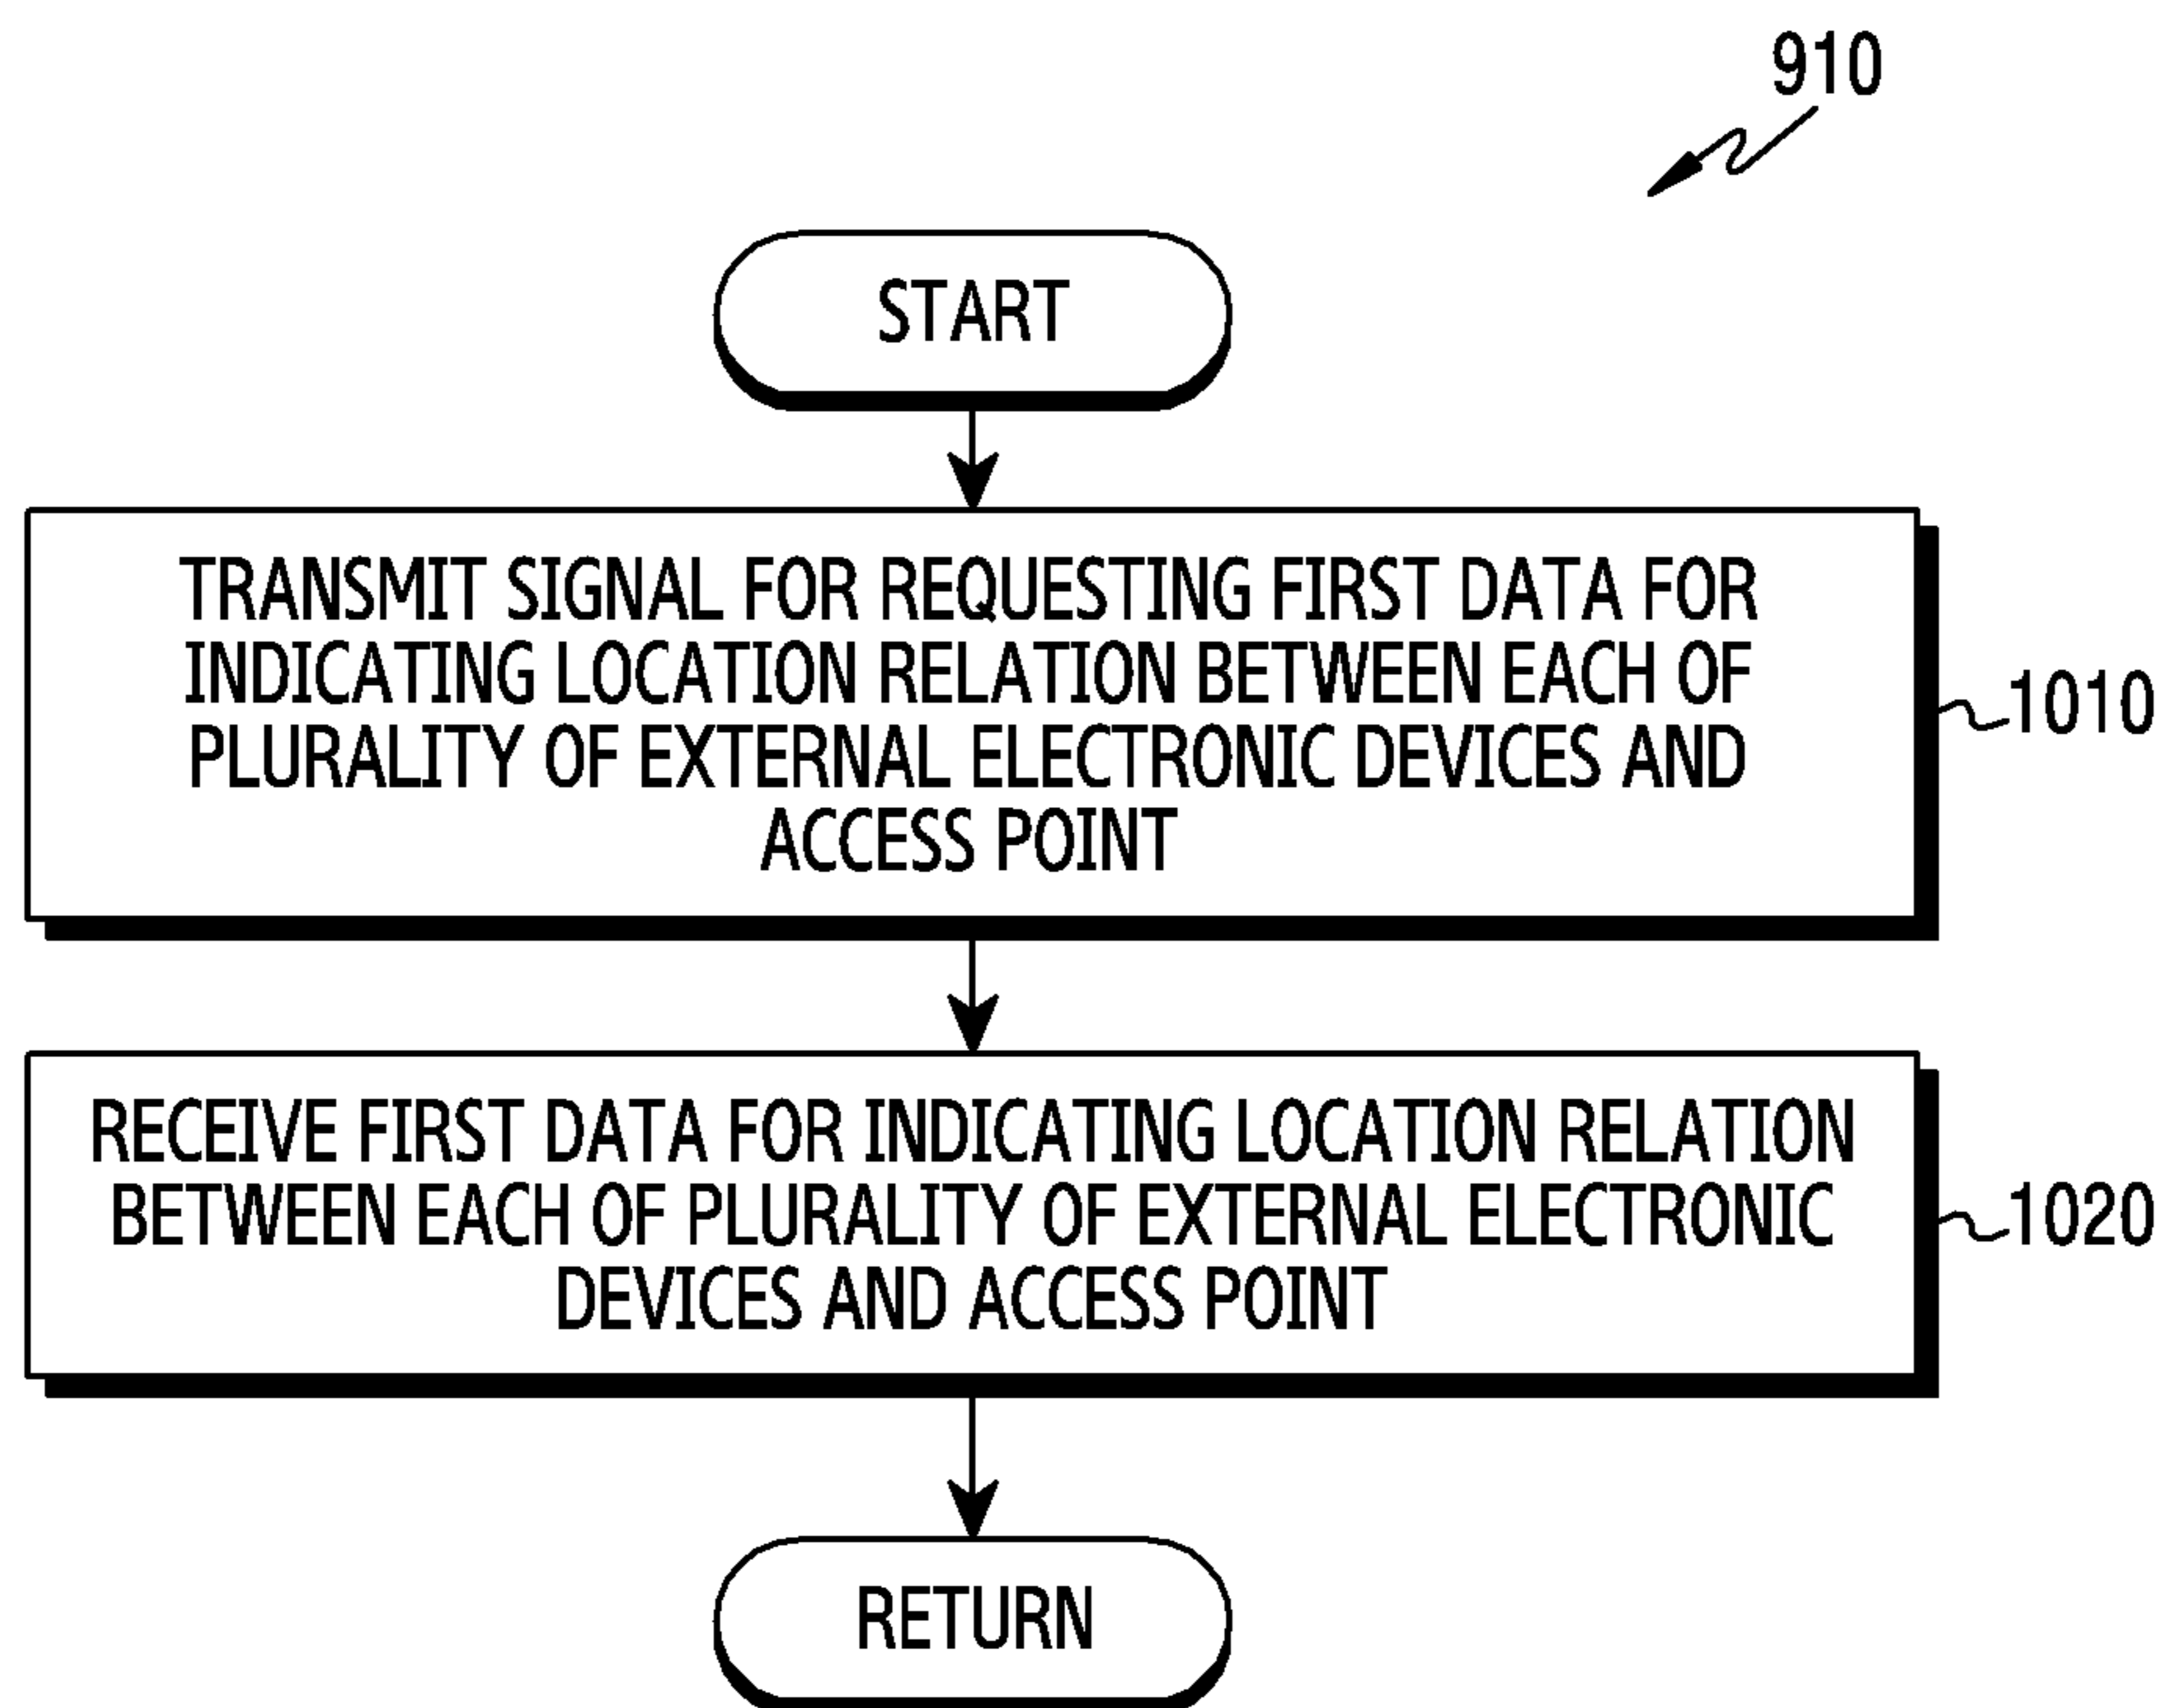 910
START
TRANSMIT SIGNAL FOR REQUESTING FIRST DATA FOR
INDICATING LOCATION RELATION BETWEEN EACH OF
PLURALITY OF EXTERNAL ELECTRONIC DEVICES AND
ACCESS POINT
1010
RECEIVE FIRST DATA FOR INDICATING LOCATION RELATION
BETWEEN EACH OF PLURALITY OF EXTERNAL ELECTRONIC
DEVICES AND ACCESS POINT
1020
RETURN